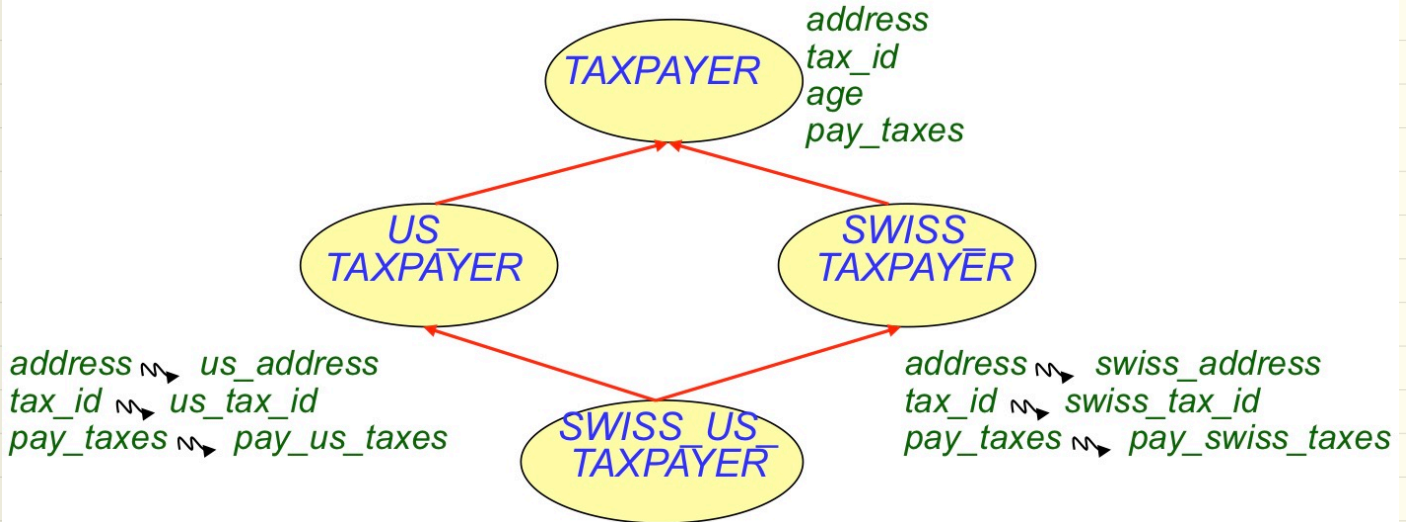 TAXPAYER
address
tax_id
age
pay_taxes
US_
TAXPAYER
SWISS_
TAXPAYER
address us_address
tax_id us_tax_id
pay_taxes pay_us_taxes
address swiss_address
tax_id swiss_tax_id
pay_taxes pay_swiss_taxes
SWISS_US_
TAXPAYER